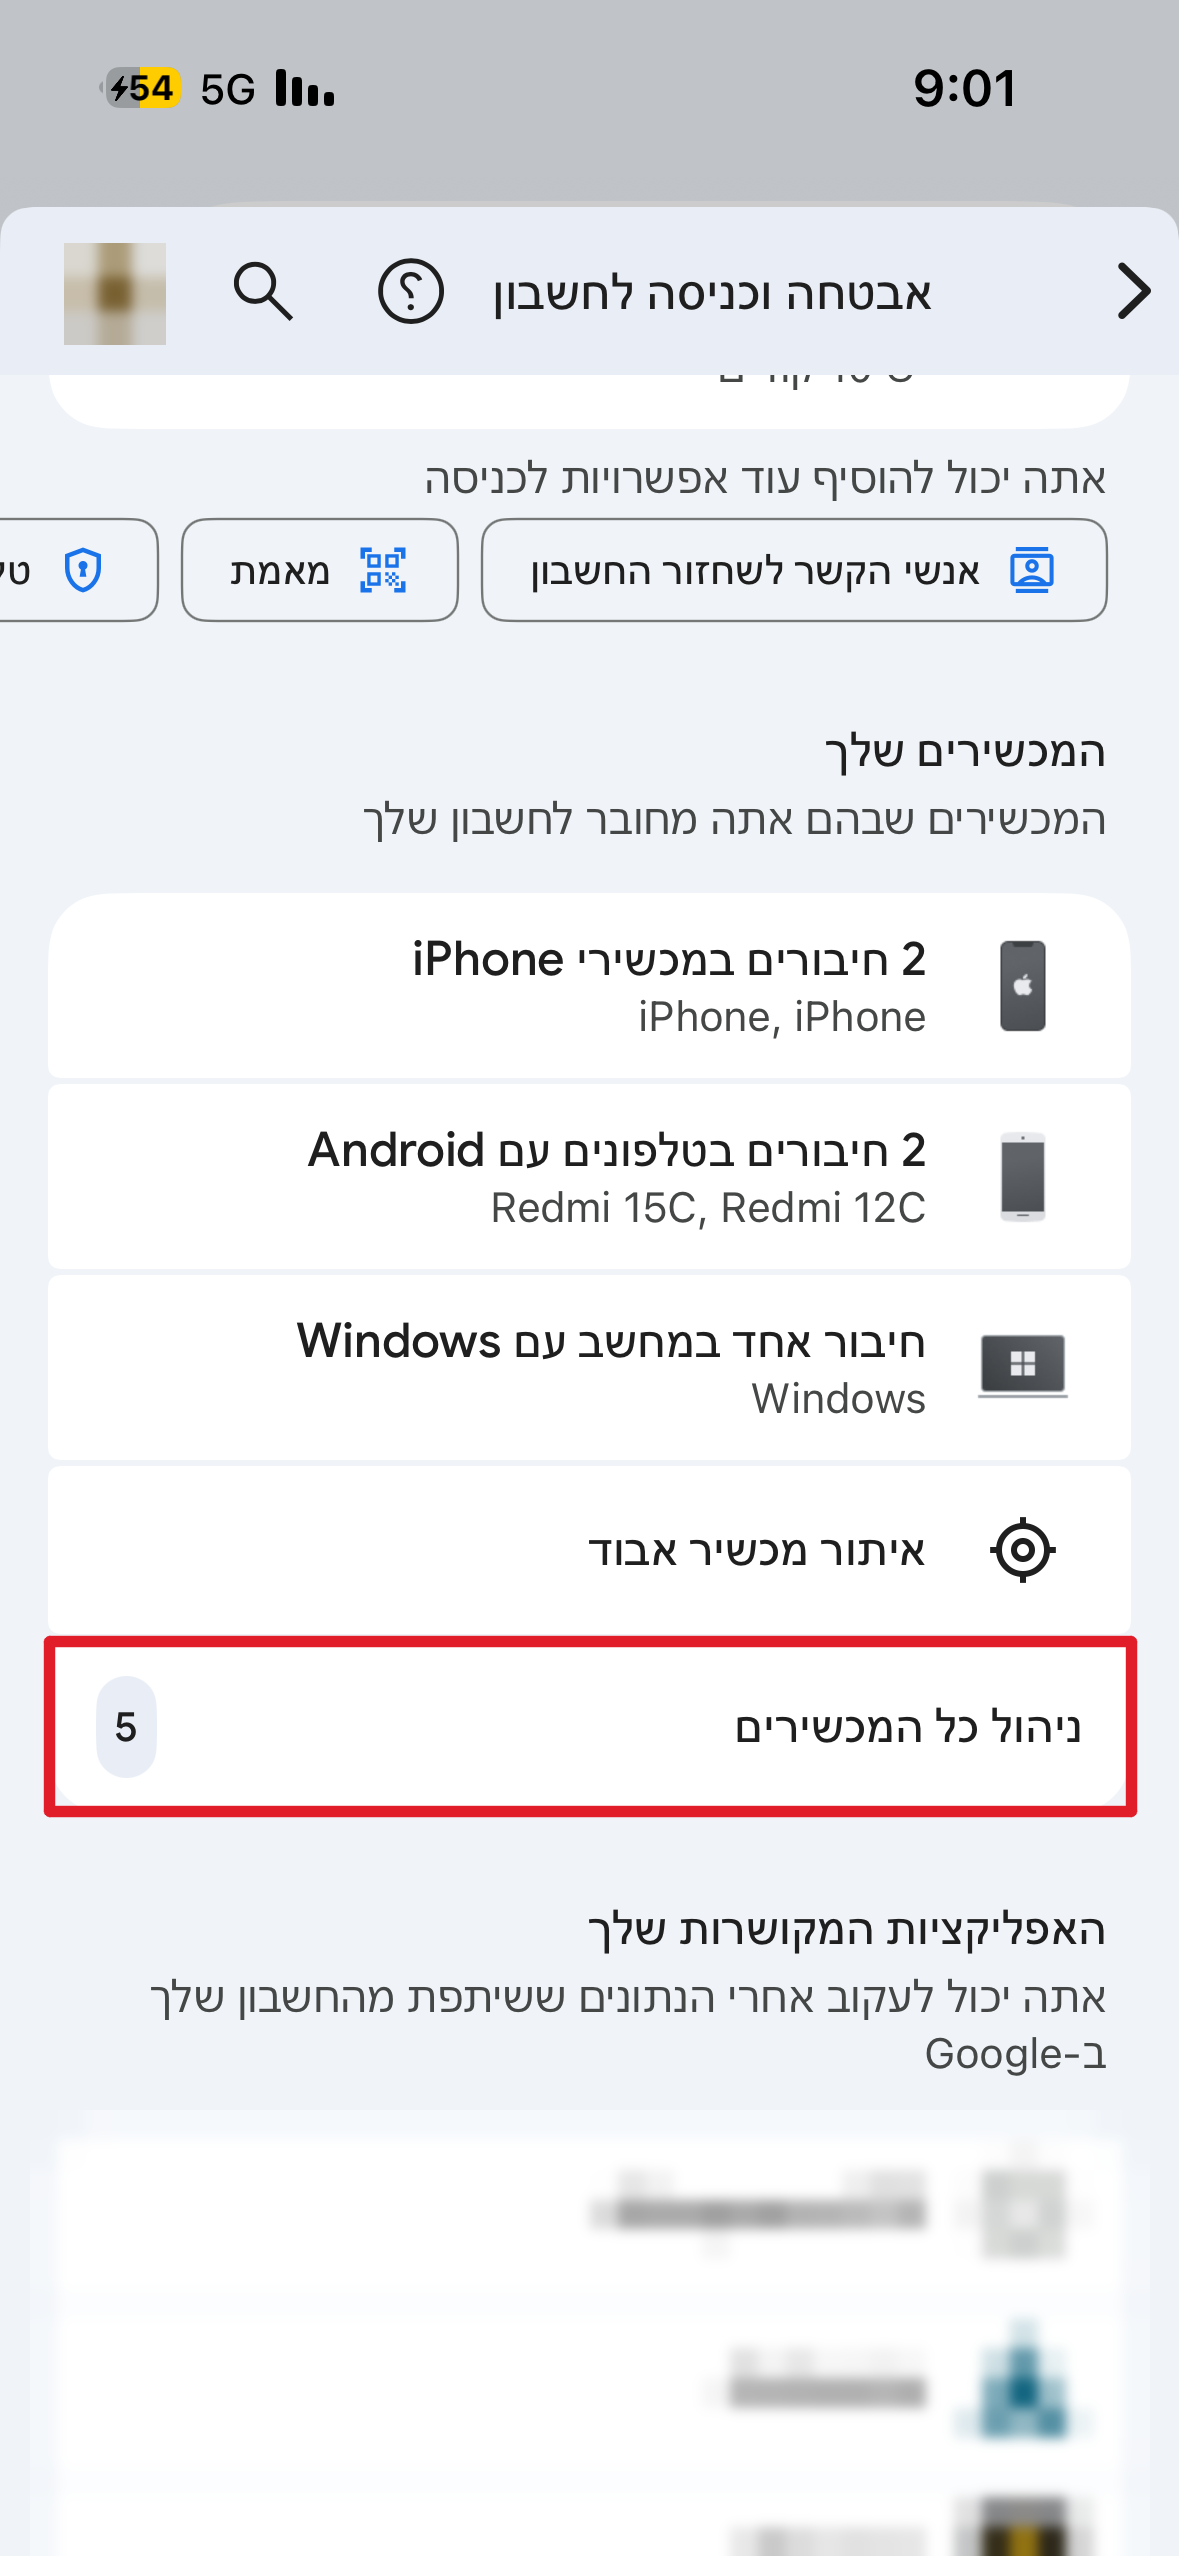 9:01
5G
54
אבטחה וכניסה לחשבון
אתה יכול להוסיף עוד אפשרויות לכניסה
אנשי הקשר לשחזור החשבון
מאמת
המכשירים שלך
המכשירים שבהם אתה מחובר לחשבון שלך
2 חיבורים במכשירי iPhone
iPhone, iPhone
2 חיבורים בטלפונים עם Android
Redmi 15C, Redmi 12C
חיבור אחד במחשב עם Windows
Windows
איתור מכשיר אבוד
ניהול כל המכשירים
5
האפליקציות המקושרות שלך
אתה יכול לעקוב אחרי הנתונים ששיתפת מהחשבון שלך
ב-Google